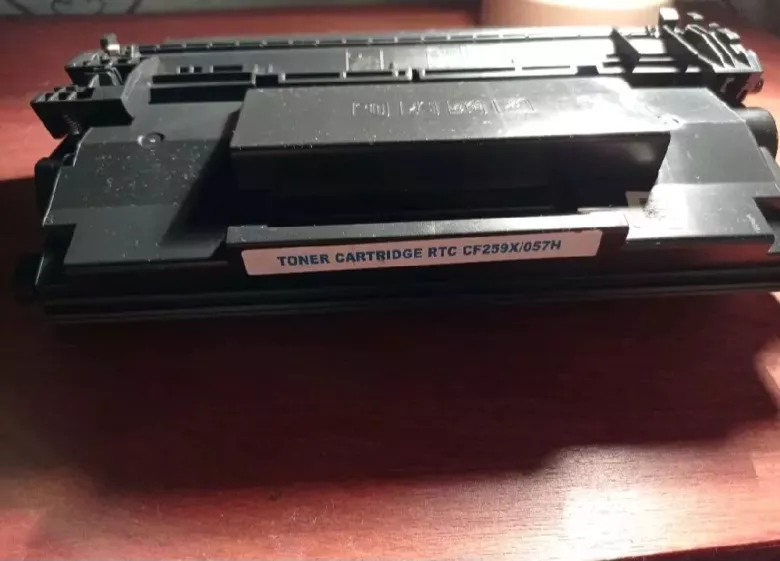 TONER CARTRIDGE RTC CF259X/057H